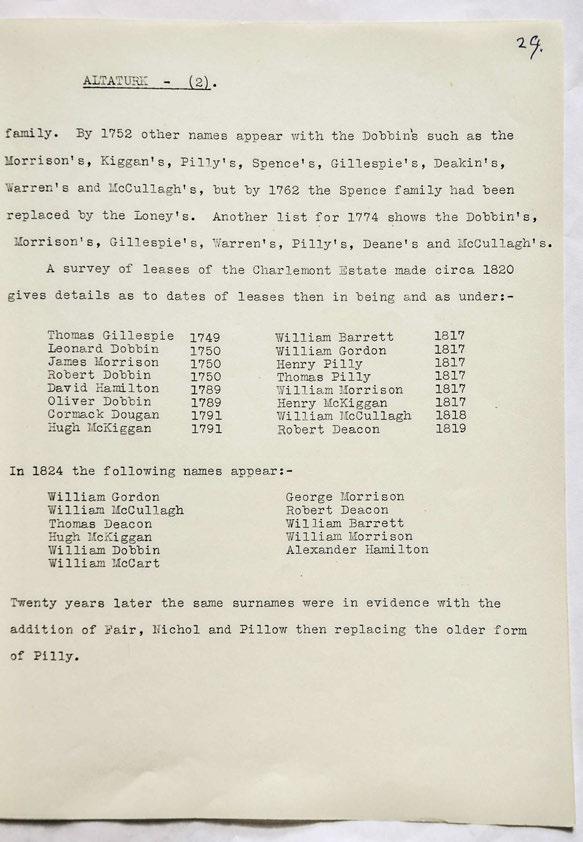 29.
ALTATURK - (2).
family. By 1752 other names appear with the Dobbin's such as the
Morrison's, Kiggan's, Pilly's, Spence's, Gillespie's, Deakin's,
Warren's and McCullagh's, but by 1762 the Spence family had been
replaced by the Loney's. Another list for 1774 shows the Dobbin's,
Morrison's, Gillespie's, Warren's, Pilly's, Deane's and McCullagh's.
A survey of leases of the Charlemont Estate made circa 1820
gives details as to dates of leases then in being and as under:-
Thomas Gillespie 1749 William Barrett 1817
Leonard Dobbin 1750 William Gordon 1817
James Morrison 1750 Henry Pilly 1817
Robert Dobbin 1750 Thomas Pilly 1817
David Hamilton 1789 William Morrison 1817
Oliver Dobbin 1789 Henry McKiggan 1817
Cormack Dougan 1791 William McCullagh 1818
Hugh McKiggan 1791 Robert Deacon 1819
In 1824 the following names appear:-
William Gordon George Morrison
William McCullagh Robert Deacon
Thomas Deacon William Barrett
Hugh McKiggan William Morrison
William Dobbin Alexander Hamilton
William McCart
Twenty years later the same surnames were in evidence with the
addition of Fair, Nichol and Pillow then replacing the older form
of Pilly.